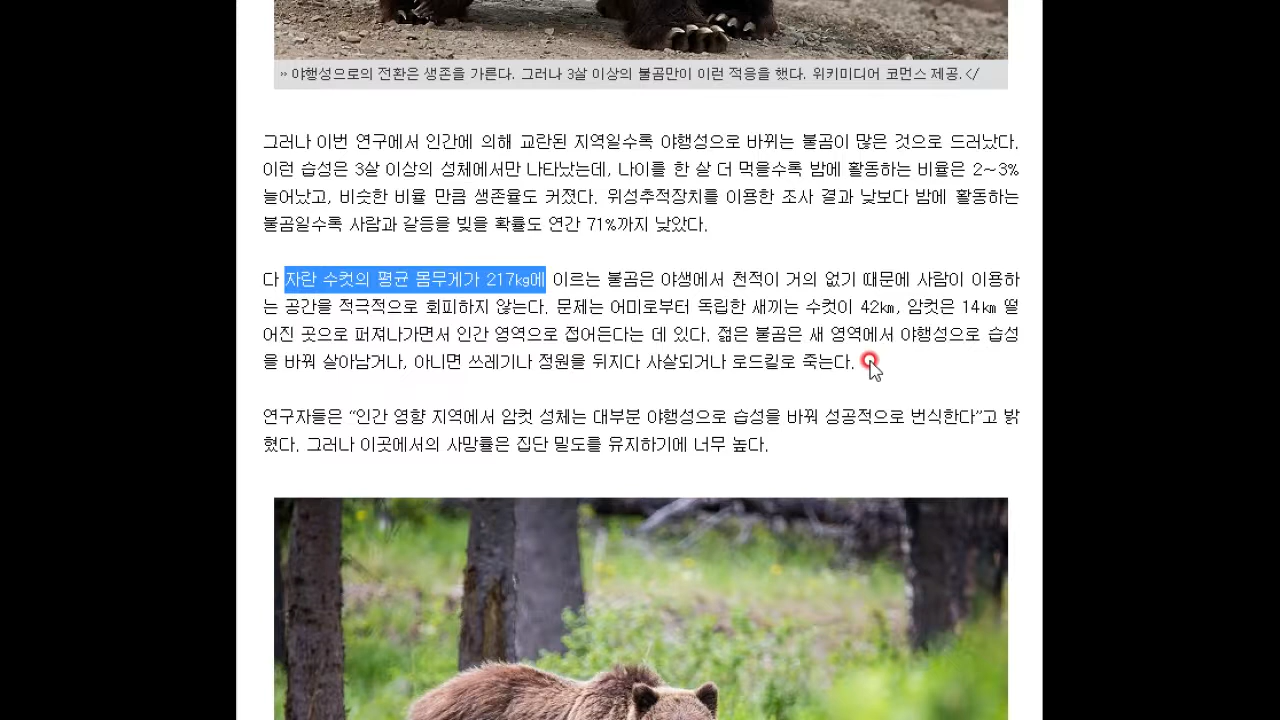 » 야행성으로의 전환은 생존을 가른다. 그러나 3살 이상의 불곰만이 이런 적응을 했다. 위키미디어 코먼스 제공.</
그러나 이번 연구에서 인간에 의해 교란된 지역일수록 야행성으로 바뀌는 불곰이 많은 것으로 드러났다.
이런 습성은 3살 이상의 성체에서만 나타났는데, 나이를 한 살 더 먹을수록 밤에 활동하는 비율은 2~3%
늘어났고, 비슷한 비율 만큼 생존율도 커졌다. 위성추적장치를 이용한 조사 결과 낮보다 밤에 활동하는
불곰일수록 사람과 갈등을 빚을 확률도 연간 71%까지 낮았다.
다 자란 수컷의 평균 몸무게가 217㎏에 이르는 불곰은 야생에서 천적이 거의 없기 때문에 사람이 이용하
는 공간을 적극적으로 회피하지 않는다. 문제는 어미로부터 독립한 새끼는 수컷이 42㎞, 암컷은 14㎞ 떨
어진 곳으로 퍼져나가면서 인간 영역으로 접어든다는 데 있다. 젊은 불곰은 새 영역에서 야행성으로 습성
을 바꿔 살아남거나, 아니면 쓰레기나 정원을 뒤지다 사살되거나 로드킬로 죽는다.
연구자들은 “인간 영향 지역에서 암컷 성체는 대부분 야행성으로 습성을 바꿔 성공적으로 번식한다”고 밝
혔다. 그러나 이곳에서의 사망률은 집단 밀도를 유지하기에 너무 높다.